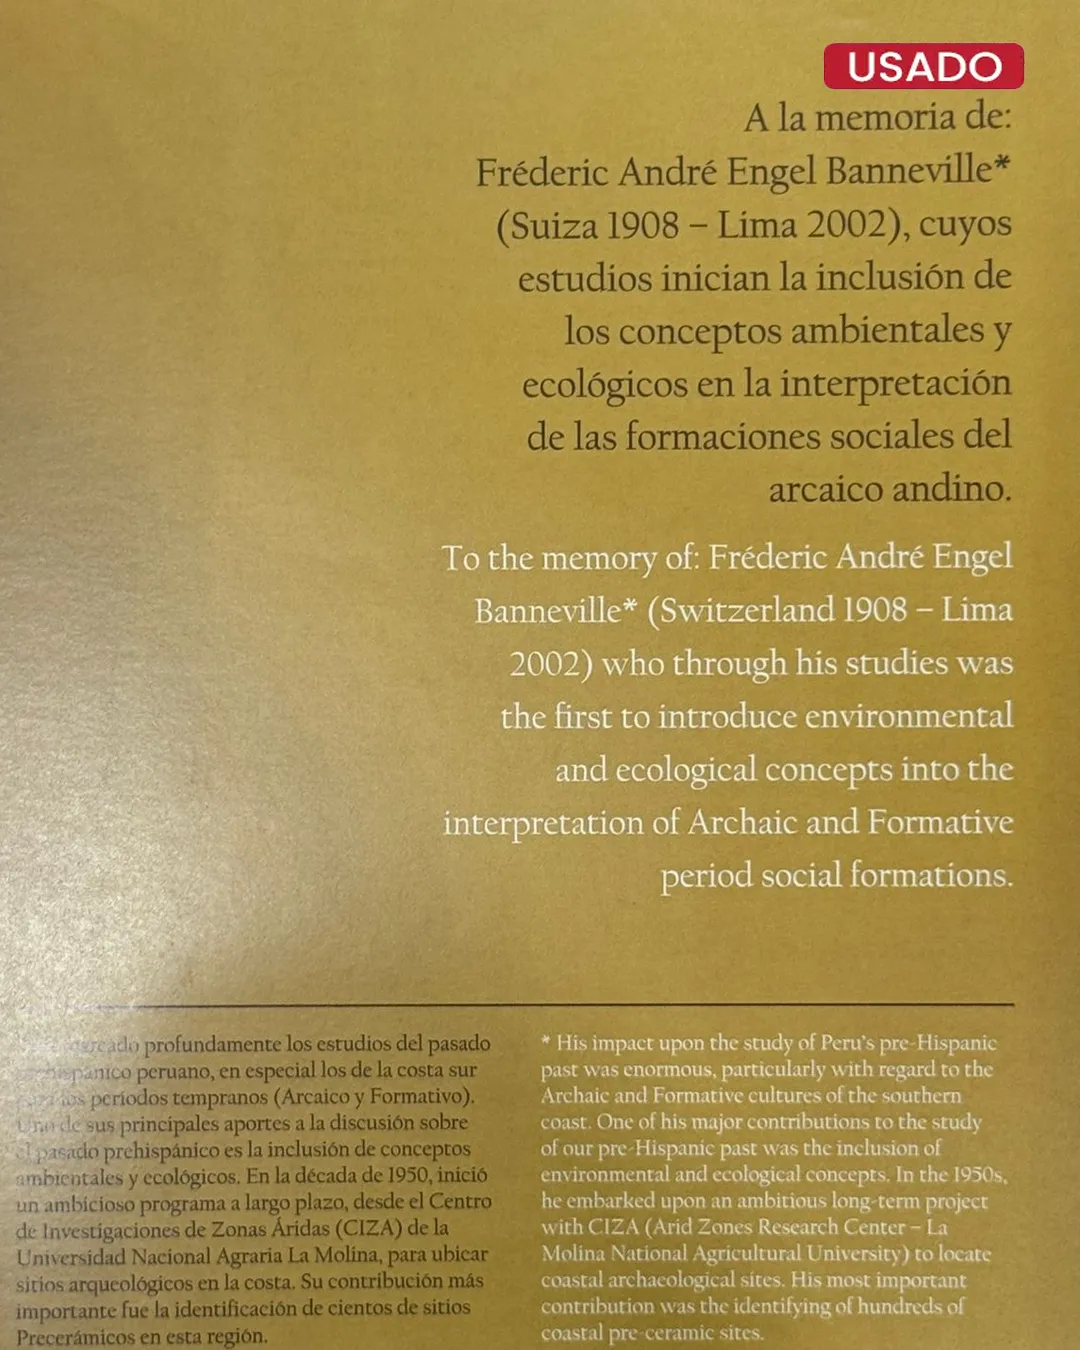 USADO
A la memoria de:
Fréderic André Engel Banneville*
(Suiza 1908 – Lima 2002), cuyos
estudios inician la inclusión de
los conceptos ambientales y
ecológicos en la interpretación
de las formaciones sociales del
arcaico andino.
To the memory of: Fréderic André Engel
Banneville* (Switzerland 1908 – Lima
2002) who through his studies was
the first to introduce environmental
and ecological concepts into the
interpretation of Archaic and Formative
period social formations.
profundamente los estudios del pasado
peruano, en especial los de la costa sur
los períodos tempranos (Arcaico y Formativo).
Uno de sus principales aportes a la discusión sobre
el pasado prehispánico es la inclusión de conceptos
ambientales y ecológicos. En la década de 1950, inició
un ambicioso programa a largo plazo, desde el Centro
de Investigaciones de Zonas Áridas (CIZA) de la
Universidad Nacional Agraria La Molina, para ubicar
sitios arqueológicos en la costa. Su contribución más
importante fue la identificación de cientos de sitios
Precerámicos en esta región.
* His impact upon the study of Peru's pre-Hispanic
past was enormous, particularly with regard to the
Archaic and Formative cultures of the southern
coast. One of his major contributions to the study
of our pre-Hispanic past was the inclusion of
environmental and ecological concepts. In the 1950s,
he embarked upon an ambitious long-term project
with CIZA (Arid Zones Research Center – La
Molina National Agricultural University) to locate
coastal archaeological sites. His most important
contribution was the identifying of hundreds of
coastal pre-ceramic sites.